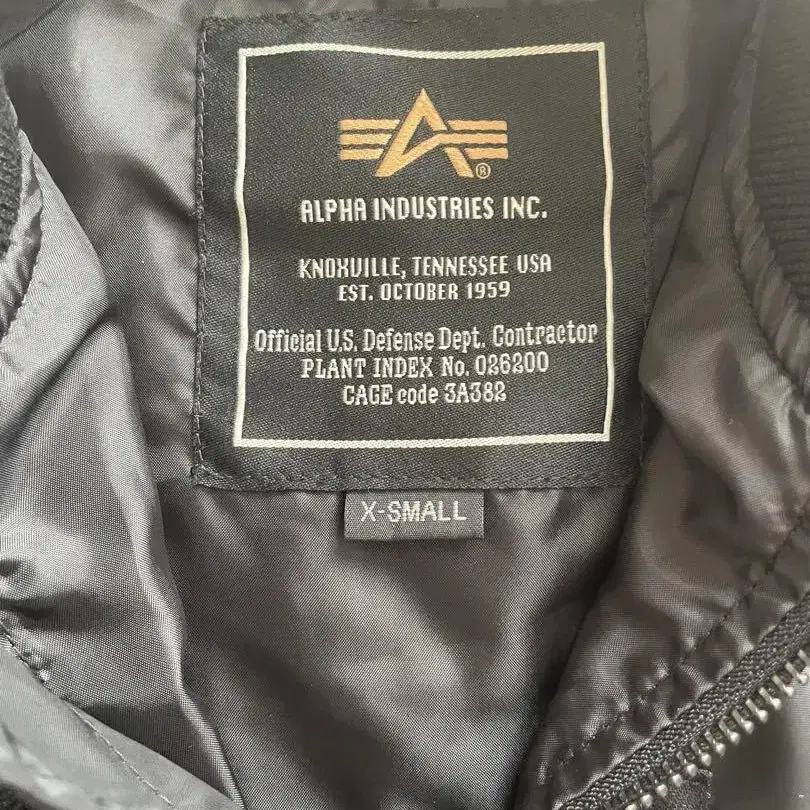 ®
ALPHA INDUSTRIES INC.
KNOXVILLE, TENNESSEE USA
EST. OCTOBER 1959
Official U.S. Defense Dept. Contractor
PLANT INDEX No. 026200
CAGE code 3A382
X-SMALL